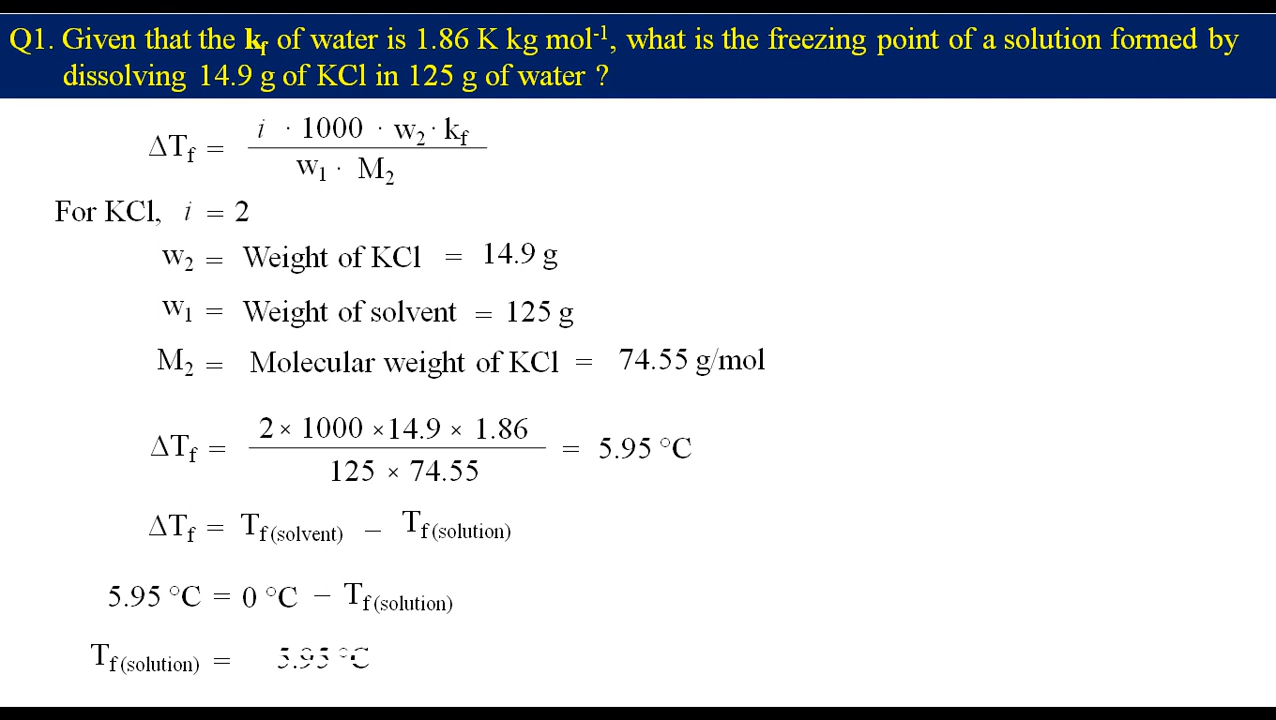 Q1. Given that the kf of water is 1.86 K kg mol-1, what is the freezing point of a solution formed by
dissolving 14.9 g of KCl in 125 g of water ?
ΔTf = i · 1000 · w2 · kf
w1 · M2
For KCl, i = 2
w2 = Weight of KCl = 14.9 g
w1 = Weight of solvent = 125 g
M2 = Molecular weight of KCl = 74.55 g/mol
ΔTf = 2 × 1000 × 14.9 × 1.86 = 5.95 °C
125 × 74.55
ΔTf = Tf (solvent) − Tf (solution)
5.95 °C = 0 °C − Tf (solution)
Tf (solution) = 5.95 °C